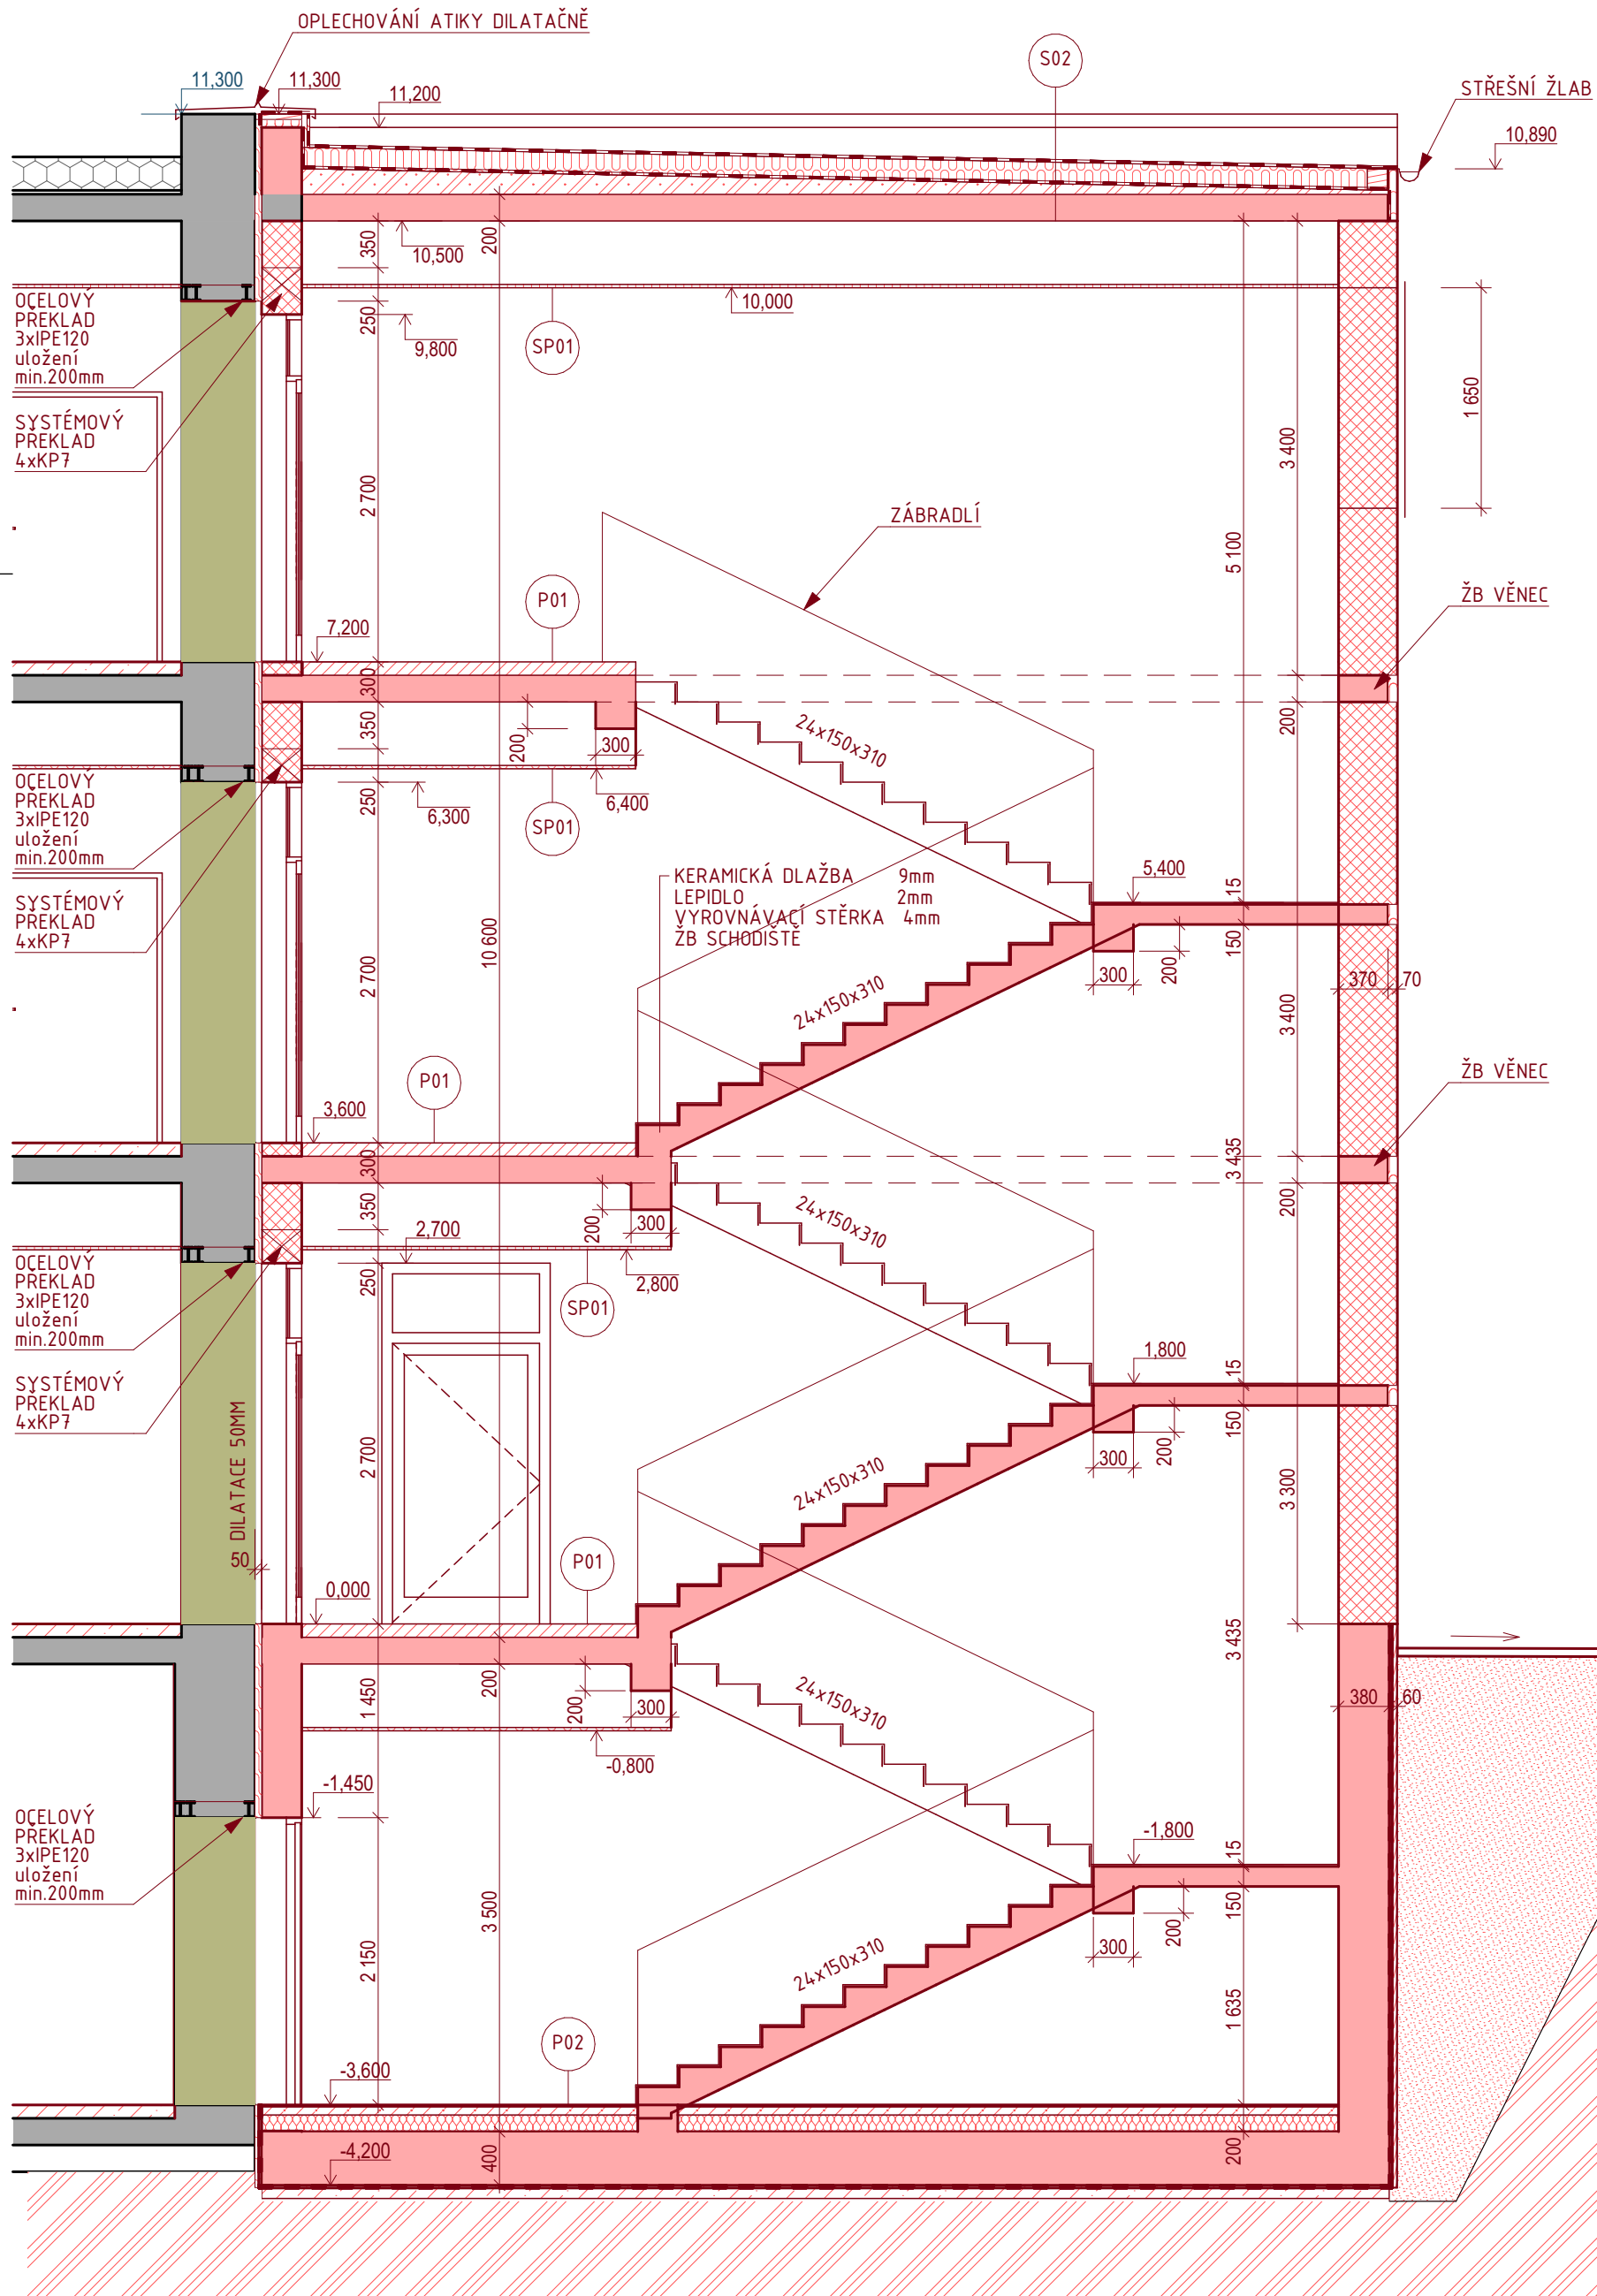 OPLECHOVÁNÍ ATIKY DILATAČNĚ
S02
STŘEŠNÍ ŽLAB
11,300
11,300
11,200
10,890
350
10,500
200
10,000
OCELOVÝ
PŘEKLAD
3xIPE120
uložení
min.200mm
250
9,800
SP01
1 650
SYSTÉMOVÝ
PŘEKLAD
4xKP7
3 400
2 700
ZÁBRADLÍ
5 100
P01
ŽB VĚNEC
7,200
300
350
200
300
24x150x310
200
OCELOVÝ
PŘEKLAD
3xIPE120
uložení
min.200mm
250
6,300
6,400
SP01
KERAMICKÁ DLAŽBA 9mm
LEPIDLO 2mm
VYROVNÁVACÍ STĚRKA 4mm
ŽB SCHODIŠTĚ
5,400
15
SYSTÉMOVÝ
PŘEKLAD
4xKP7
10 600
2 700
150
200
300
370
70
24x150x310
3 400
P01
ŽB VĚNEC
3,600
300
3 435
350
200
300
24x150x310
200
2,700
OCELOVÝ
PŘEKLAD
3xIPE120
uložení
min.200mm
250
2,800
SP01
1,800
15
SYSTÉMOVÝ
PŘEKLAD
4xKP7
DILATACE 50MM
2 700
150
200
300
24x150x310
3 300
50
P01
0,000
3 435
1 450
200
200
300
24x150x310
380
60
-0,800
-1,450
OCELOVÝ
PŘEKLAD
3xIPE120
uložení
min.200mm
-1,800
15
3 500
150
200
300
2 150
24x150x310
1 635
P02
-3,600
-4,200
400
200